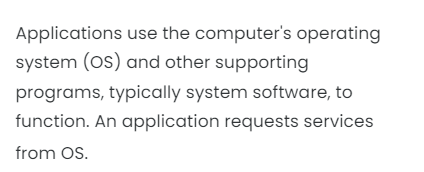 Applications use the computer's operating
system (OS) and other supporting
programs, typically system software, to
function. An application requests services
from OS.